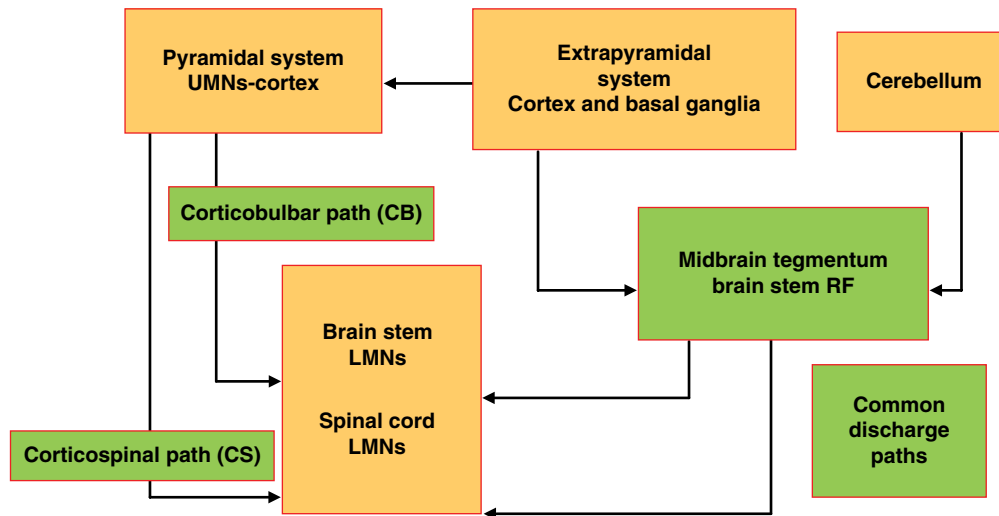 Pyramidal system
UMNs-cortex
Extrapyramidal
system
Cortex and basal ganglia
Cerebellum
Corticobulbar path (CB)
Midbrain tegmentum
brain stem RF
Brain stem
LMNs
Spinal cord
LMNs
Corticospinal path (CS)
Common
discharge
paths